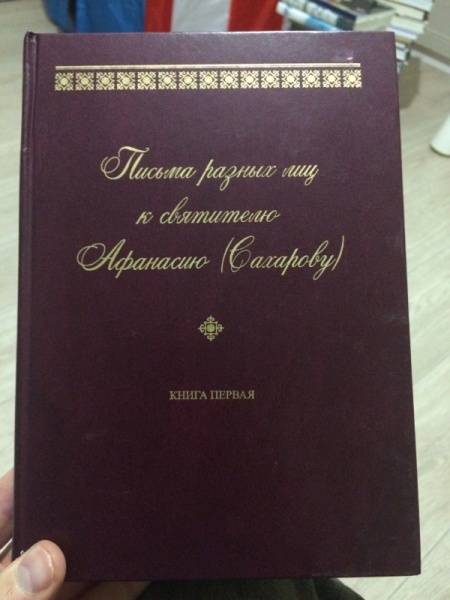 Письма разных лиц
к святителю
Афанасию (Сахарову)
КНИГА ПЕРВАЯ